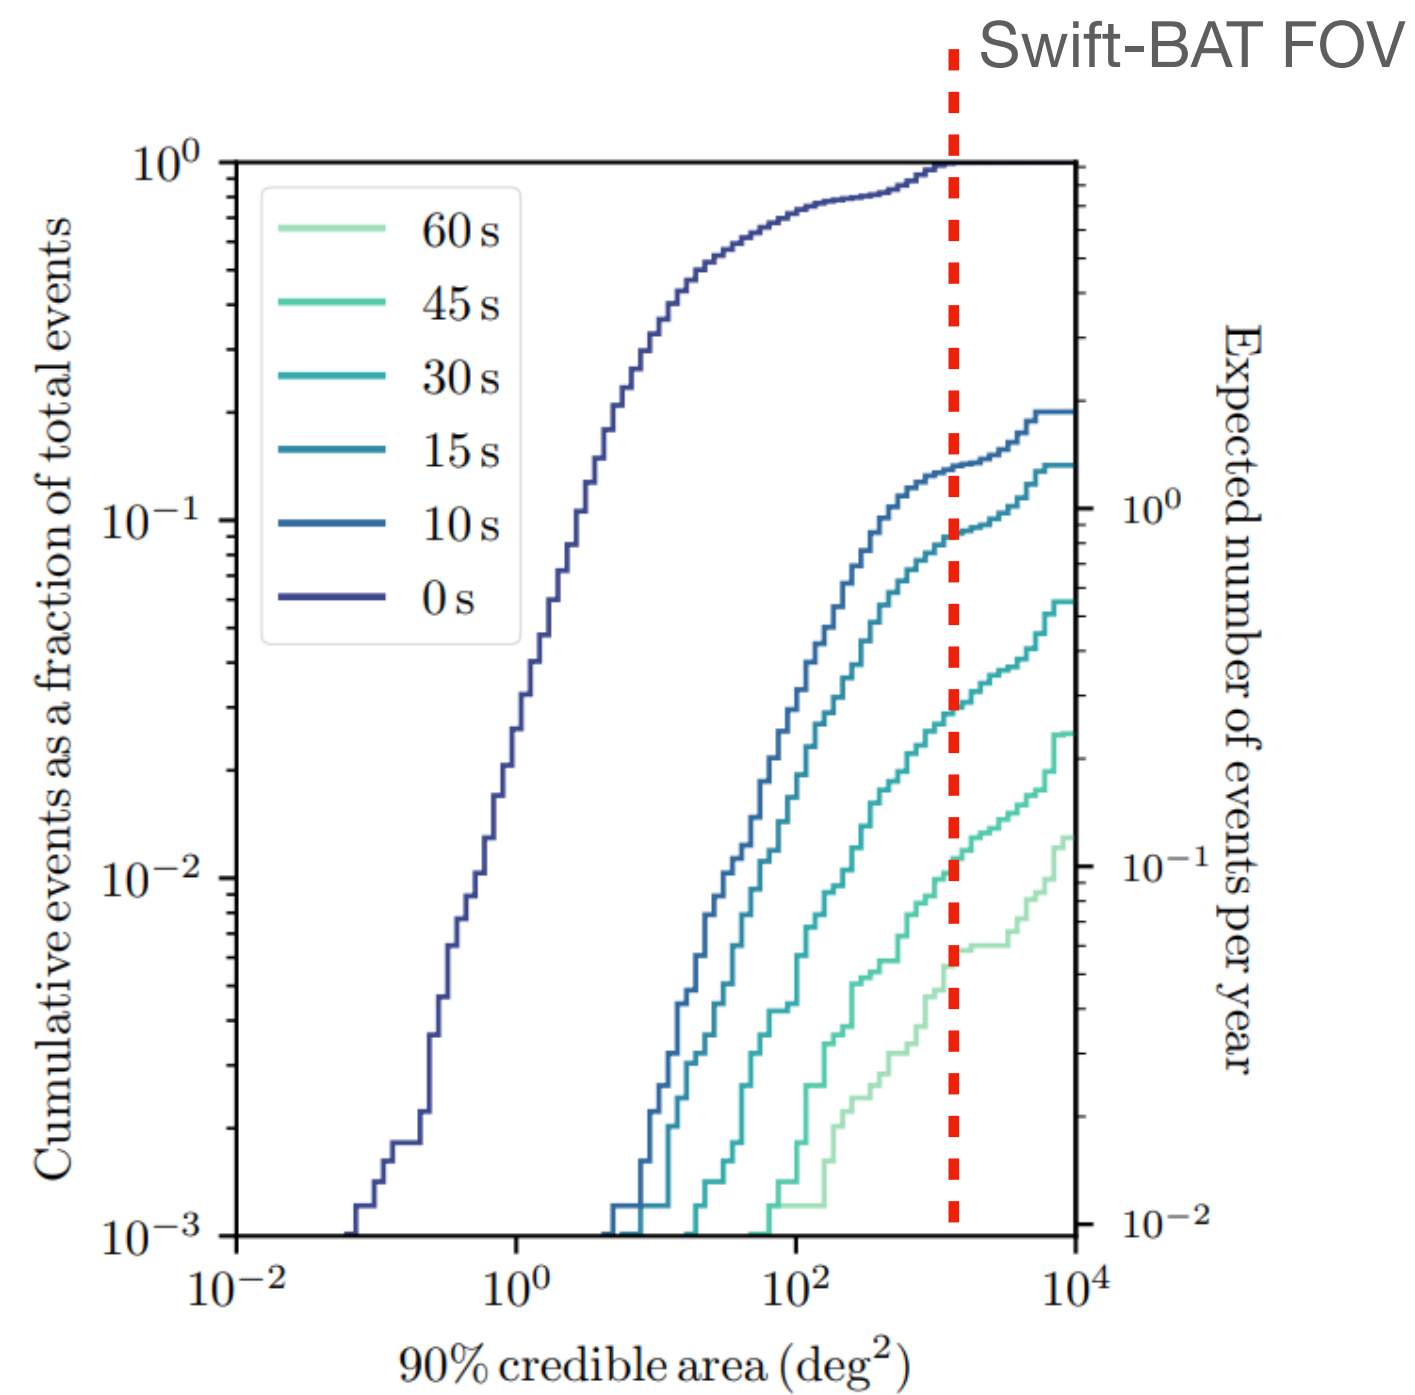 Swift-BAT FOV
10⁰
10⁻¹
10⁻²
10⁻³
Cumulative events as a fraction of total events
60 s
45 s
30 s
15 s
10 s
0 s
10⁰
10⁻¹
10⁻²
Expected number of events per year
10⁻² 10⁰ 10² 10⁴
90% credible area (deg²)